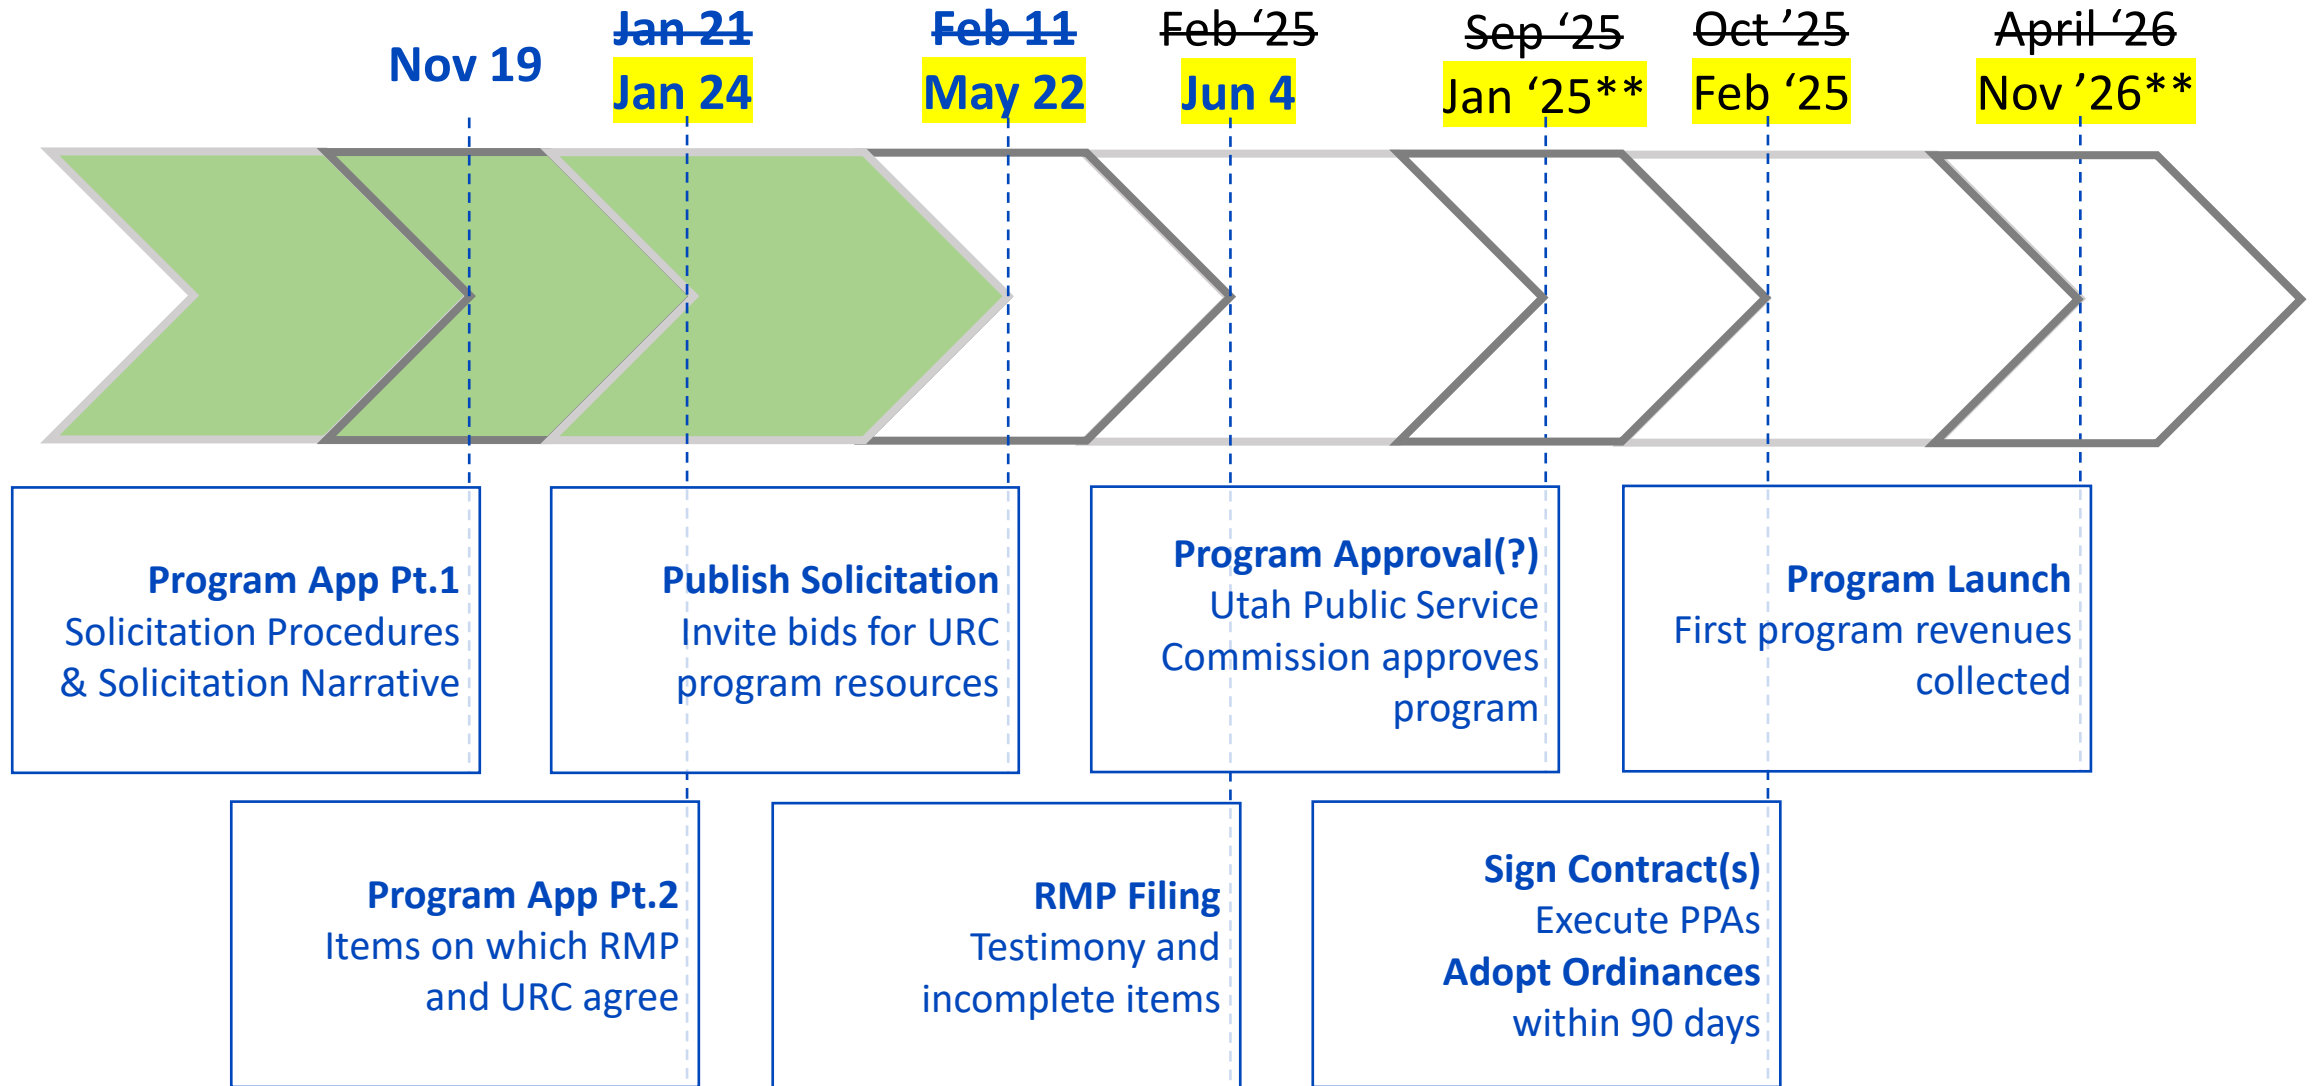 Nov 19
Jan 21
Jan 24
Feb 11
May 22
Feb ‘25
Jun 4
Sep ‘25
Jan ‘25**
Oct ’25
Feb ‘25
April ‘26
Nov ’26**
Program App Pt.1
Solicitation Procedures
& Solicitation Narrative
Publish Solicitation
Invite bids for URC
program resources
Program Approval(?)
Utah Public Service
Commission approves
program
Program Launch
First program revenues
collected
Program App Pt.2
Items on which RMP
and URC agree
RMP Filing
Testimony and
incomplete items
Sign Contract(s)
Execute PPAs
Adopt Ordinances
within 90 days